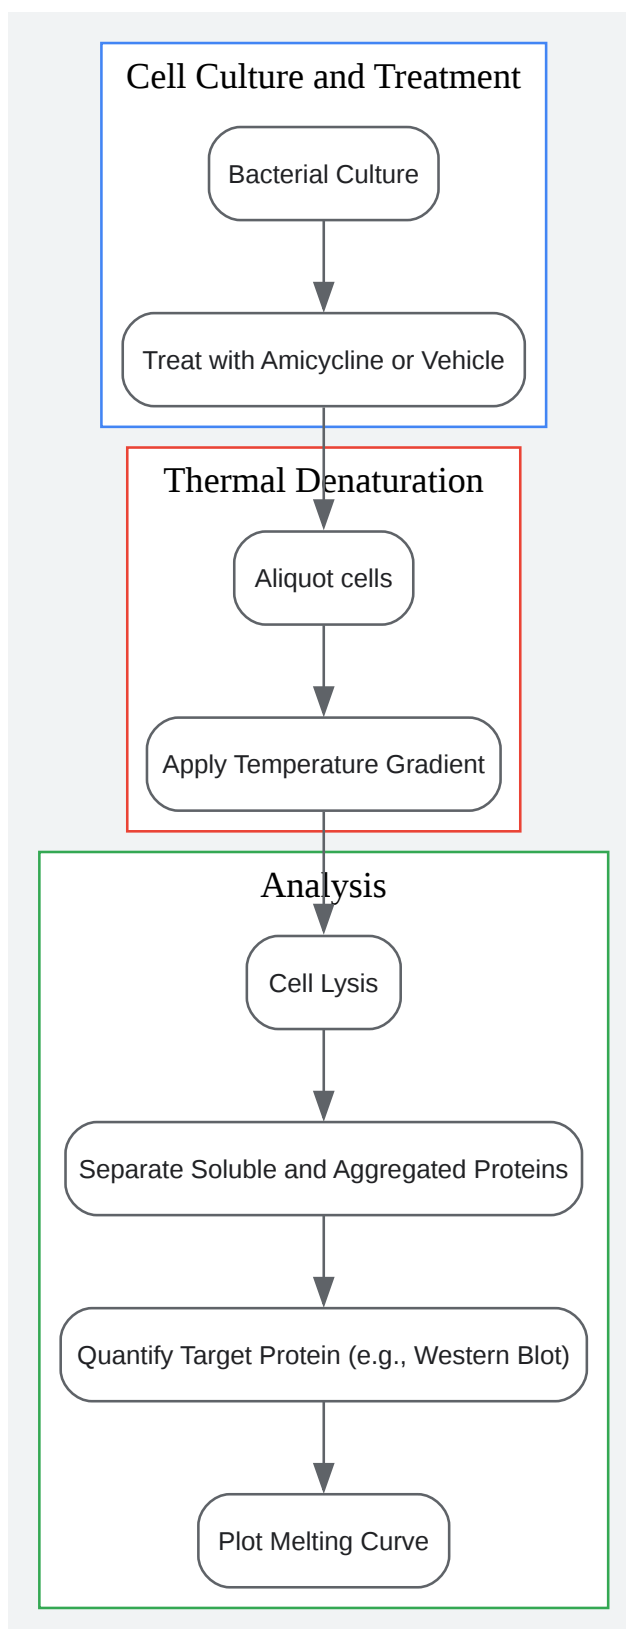 Cell Culture and Treatment
Bacterial Culture
Treat with Amicycline or Vehicle
Thermal Denaturation
Aliquot cells
Apply Temperature Gradient
Analysis
Cell Lysis
Separate Soluble and Aggregated Proteins
Quantify Target Protein (e.g., Western Blot)
Plot Melting Curve